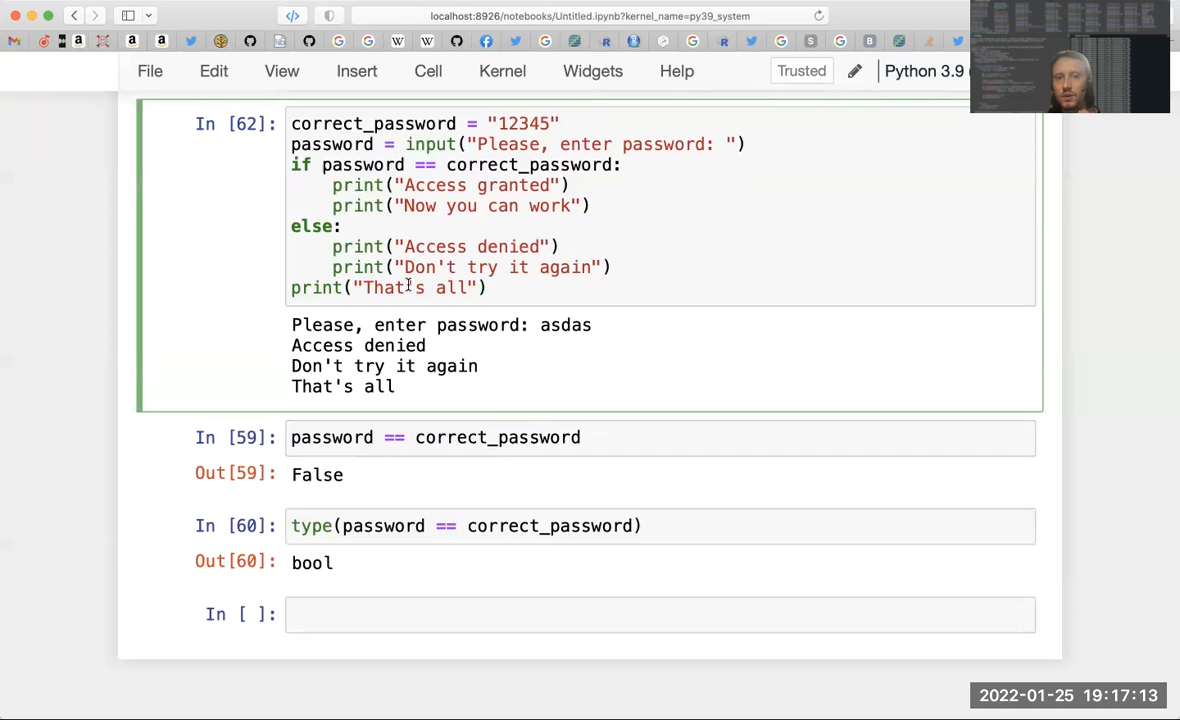 localhost:8926/notebooks/Untitled.ipynb?kernel_name=py39_system
File Edit View Insert Cell Kernel Widgets Help Trusted Python 3.9
In [62]: correct_password = "12345"
password = input("Please, enter password: ")
if password == correct_password:
    print("Access granted")
    print("Now you can work")
else:
    print("Access denied")
    print("Don't try it again")
print("That's all")
Please, enter password: asdas
Access denied
Don't try it again
That's all
In [59]: password == correct_password
Out[59]: False
In [60]: type(password == correct_password)
Out[60]: bool
In [ ]:
2022-01-25 19:17:13